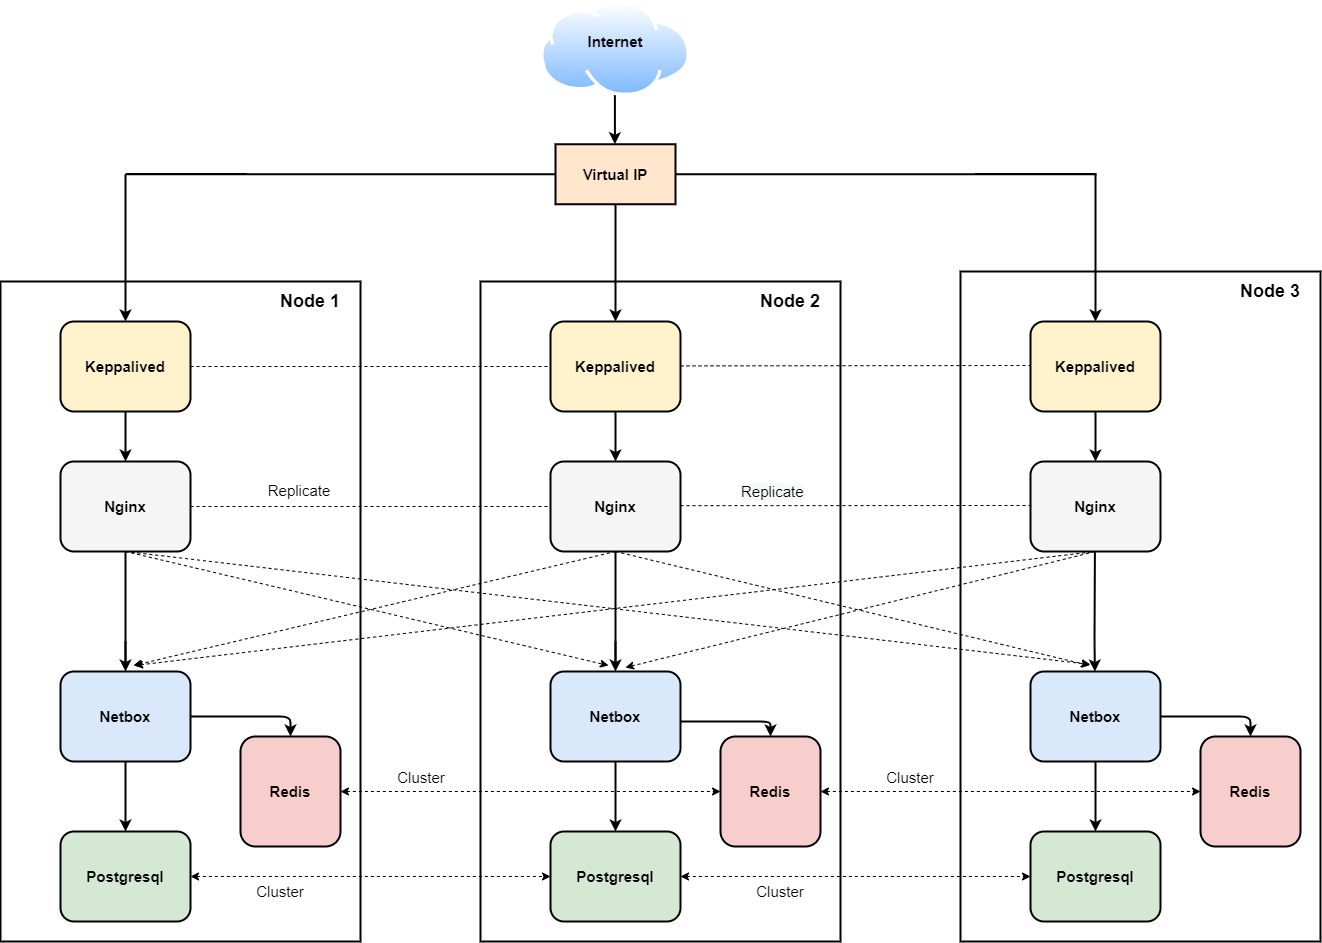 Internet
Virtual IP
Node 1
Node 2
Node 3
Keppalived
Keppalived
Keppalived
Replicate
Replicate
Nginx
Nginx
Nginx
Netbox
Netbox
Netbox
Cluster
Cluster
Redis
Redis
Redis
Postgresql
Postgresql
Postgresql
Cluster
Cluster